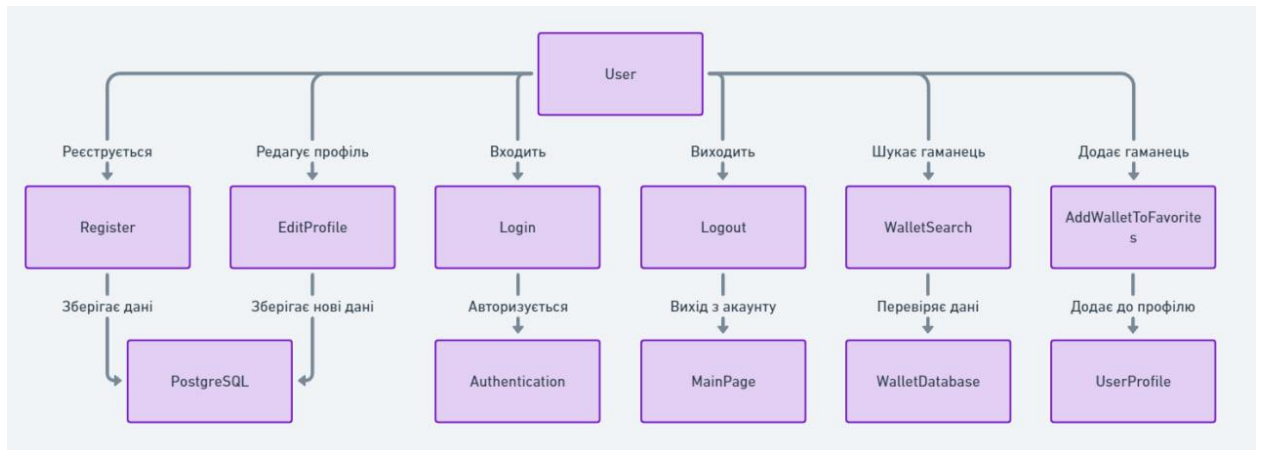 User
Реєструється
Редагує профіль
Входить
Виходить
Шукає гаманець
Додає гаманець
Register
EditProfile
Login
Logout
WalletSearch
AddWalletToFavorite
s
Зберігає дані
Зберігає нові дані
Авторизується
Вихід з акаунту
Перевіряє дані
Додає до профілю
PostgreSQL
Authentication
MainPage
WalletDatabase
UserProfile